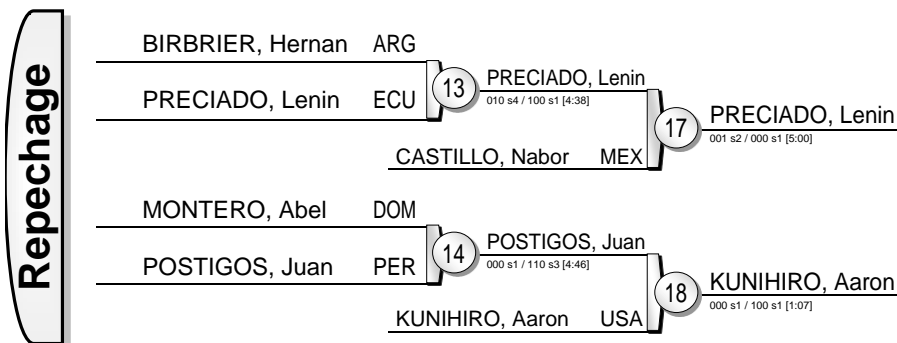 Repechage
BIRBRIER, Hernan ARG
PRECIADO, Lenin ECU
13
PRECIADO, Lenin
010 s4 / 100 s1 [4:38]
CASTILLO, Nabor MEX
17
PRECIADO, Lenin
001 s2 / 000 s1 [5:00]
MONTERO, Abel DOM
POSTIGOS, Juan PER
14
POSTIGOS, Juan
000 s1 / 110 s3 [4:46]
KUNIHIRO, Aaron USA
18
KUNIHIRO, Aaron
000 s1 / 100 s1 [1:07]